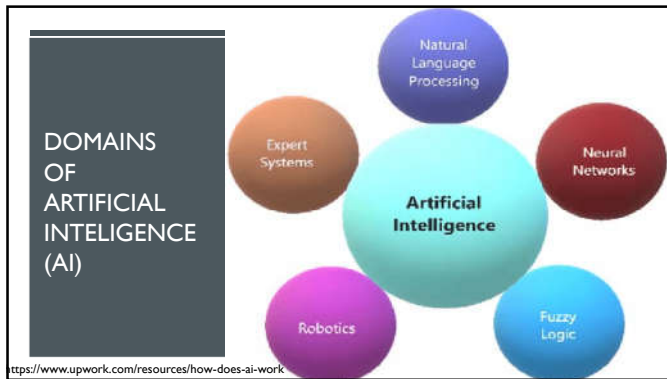 DOMAINS
OF
ARTIFICIAL
INTELIGENCE
(AI)
Natural
Language
Processing
Expert
Systems
Neural
Networks
Artificial
Intelligence
Robotics
Fuzzy
Logic
ttps://www.upwork.com/resources/how-does-ai-work